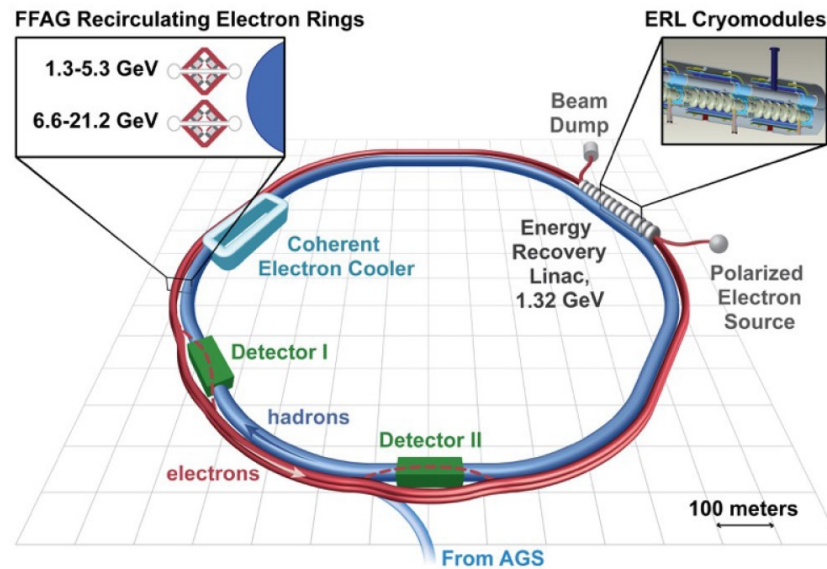 FFAG Recirculating Electron Rings
1.3-5.3 GeV
6.6-21.2 GeV
ERL Cryomodules
Beam
Dump
Energy
Recovery
Linac,
1.32 GeV
Polarized
Electron
Source
Coherent
Electron Cooler
Detector I
hadrons
Detector II
electrons
100 meters
From AGS